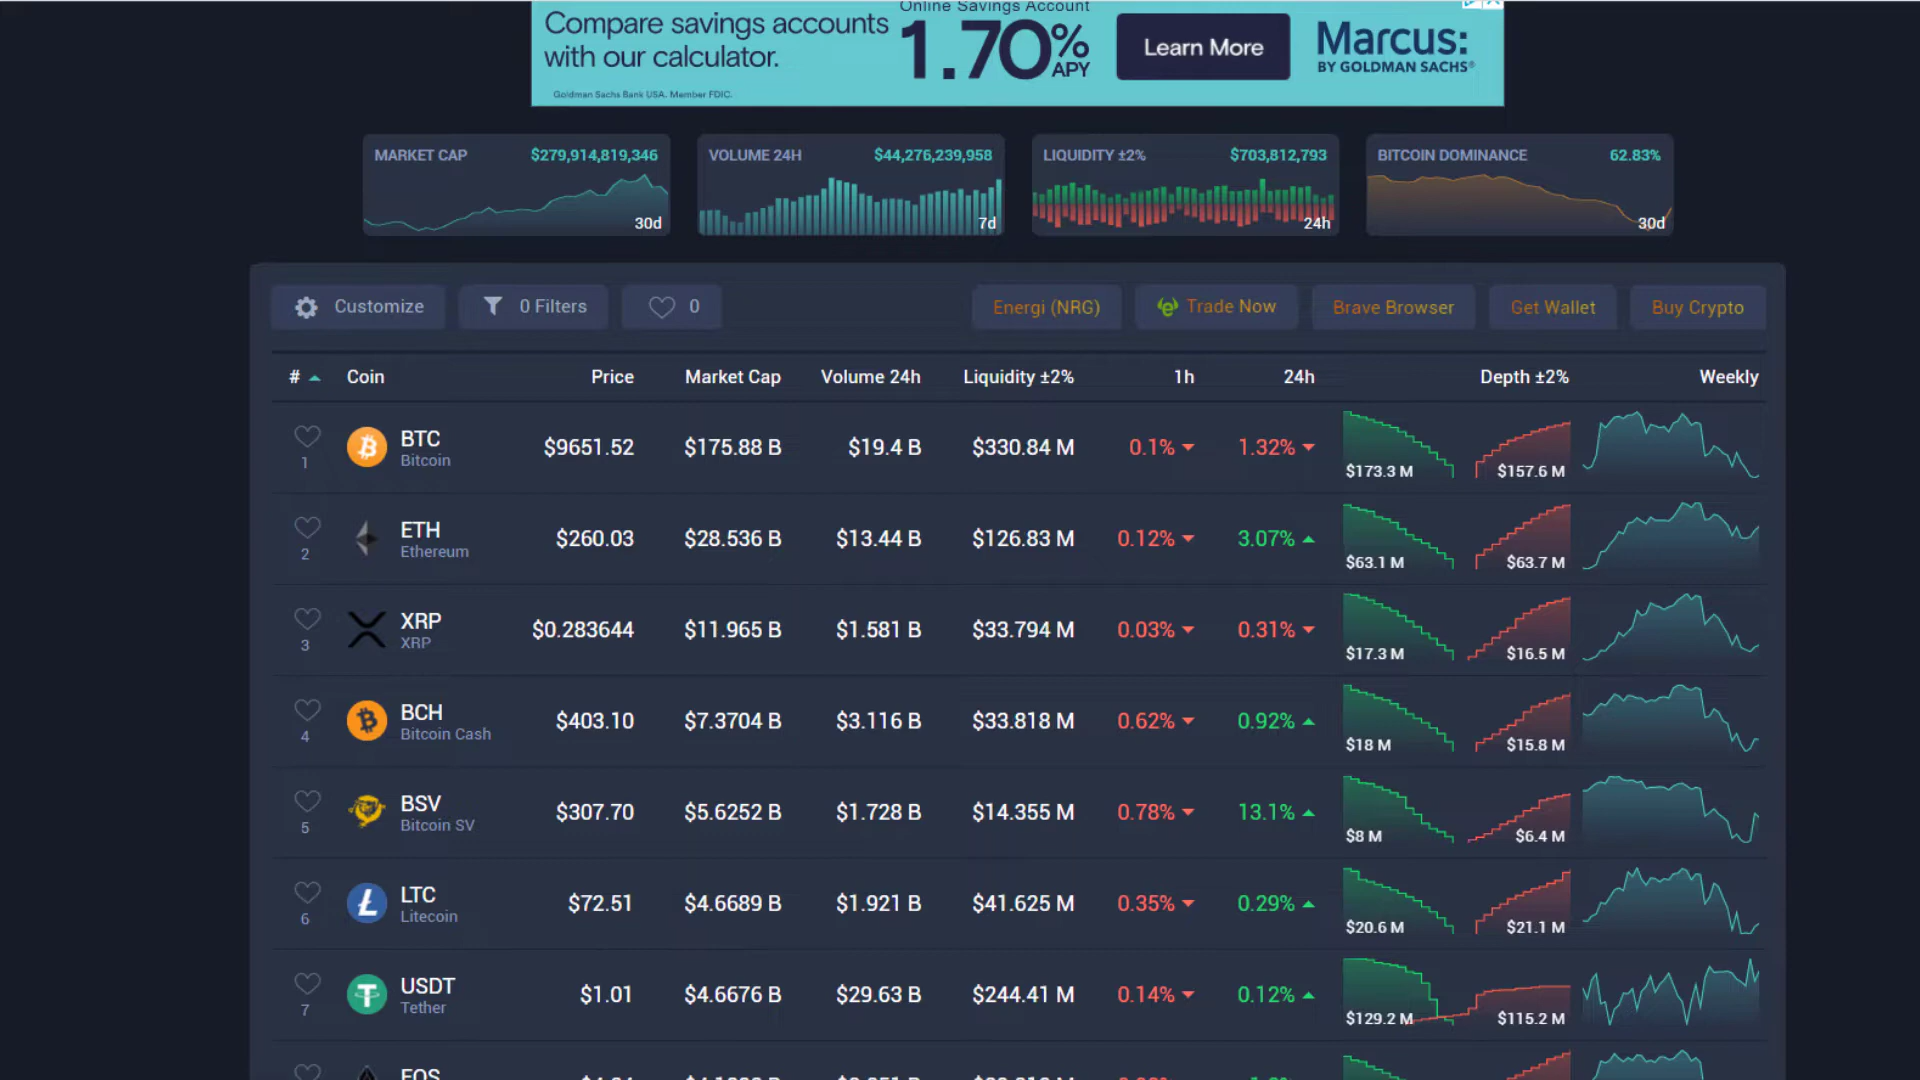 Online Savings Account
Compare savings accounts
with our calculator.
1.70% APY
Learn More
Marcus:
BY GOLDMAN SACHS®
Goldman Sachs Bank USA. Member FDIC.
MARKET CAP $279,914,819,346
30d
VOLUME 24H $44,276,239,958
7d
LIQUIDITY ±2% $703,812,793
24h
BITCOIN DOMINANCE 62.83%
30d
Customize 0 Filters 0 Energi (NRG) Trade Now Brave Browser Get Wallet Buy Crypto
# Coin Price Market Cap Volume 24h Liquidity ±2% 1h 24h Depth ±2% Weekly
1 BTC Bitcoin $9651.52 $175.88 B $19.4 B $330.84 M 0.1% 1.32% $173.3 M $157.6 M
2 ETH Ethereum $260.03 $28.536 B $13.44 B $126.83 M 0.12% 3.07% $63.1 M $63.7 M
3 XRP XRP $0.283644 $11.965 B $1.581 B $33.794 M 0.03% 0.31% $17.3 M $16.5 M
4 BCH Bitcoin Cash $403.10 $7.3704 B $3.116 B $33.818 M 0.62% 0.92% $18 M $15.8 M
5 BSV Bitcoin SV $307.70 $5.6252 B $1.728 B $14.355 M 0.78% 13.1% $8 M $6.4 M
6 LTC Litecoin $72.51 $4.6689 B $1.921 B $41.625 M 0.35% 0.29% $20.6 M $21.1 M
7 USDT Tether $1.01 $4.6676 B $29.63 B $244.41 M 0.14% 0.12% $129.2 M $115.2 M
EOS